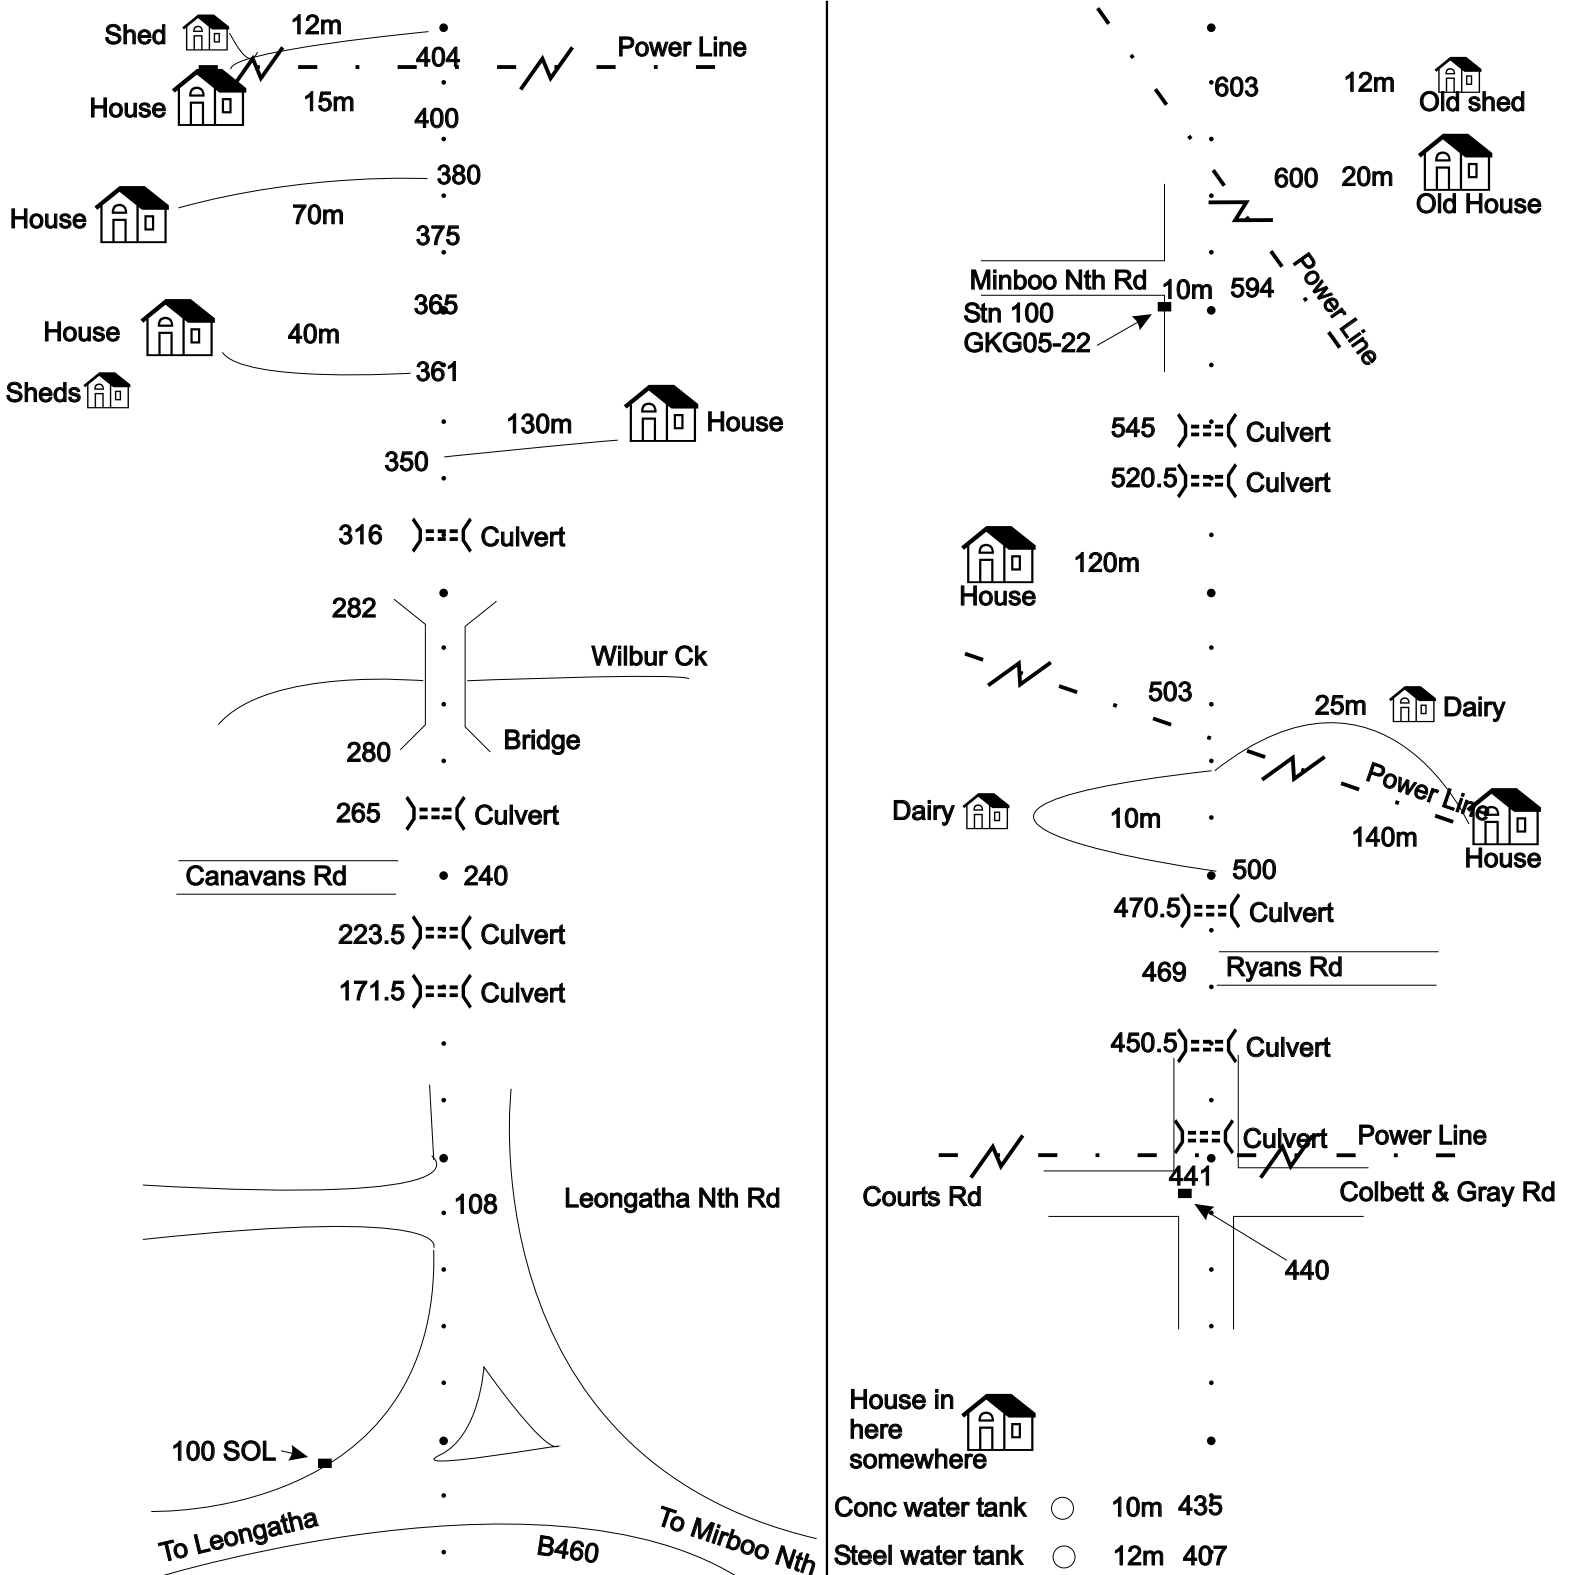 Shed
12m
404
Power Line
House
15m
400
380
House
70m
375
365
House
40m
361
Sheds
130m
House
350
316
Culvert
282
Wilbur Ck
280
Bridge
265
Culvert
Canavans Rd
240
223.5
Culvert
171.5
Culvert
108
Leongatha Nth Rd
100 SOL
To Leongatha
B460
To Mirboo Nth
603
12m
Old shed
600
20m
Old House
Minboo Nth Rd
10m
594
Power Line
Stn 100
GKG05-22
545
Culvert
520.5
Culvert
120m
House
503
25m
Dairy
Power Line
Dairy
10m
140m
House
500
470.5
Culvert
469
Ryans Rd
450.5
Culvert
Culvert
Power Line
441
Courts Rd
Colbett & Gray Rd
440
House in
here
somewhere
Conc water tank
10m
435
Steel water tank
12m
407